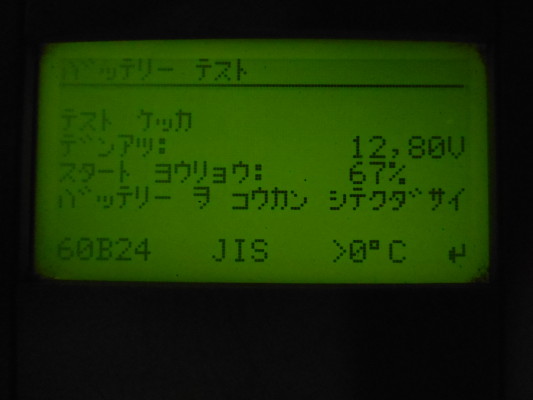 バッテリー テスト
テスト ケッカ
デンアツ: 12,80V
スタート ヨウリョウ: 67%
バッテリー ヲ コウカン シテクダサイ
60B24 JIS >0°C ↵